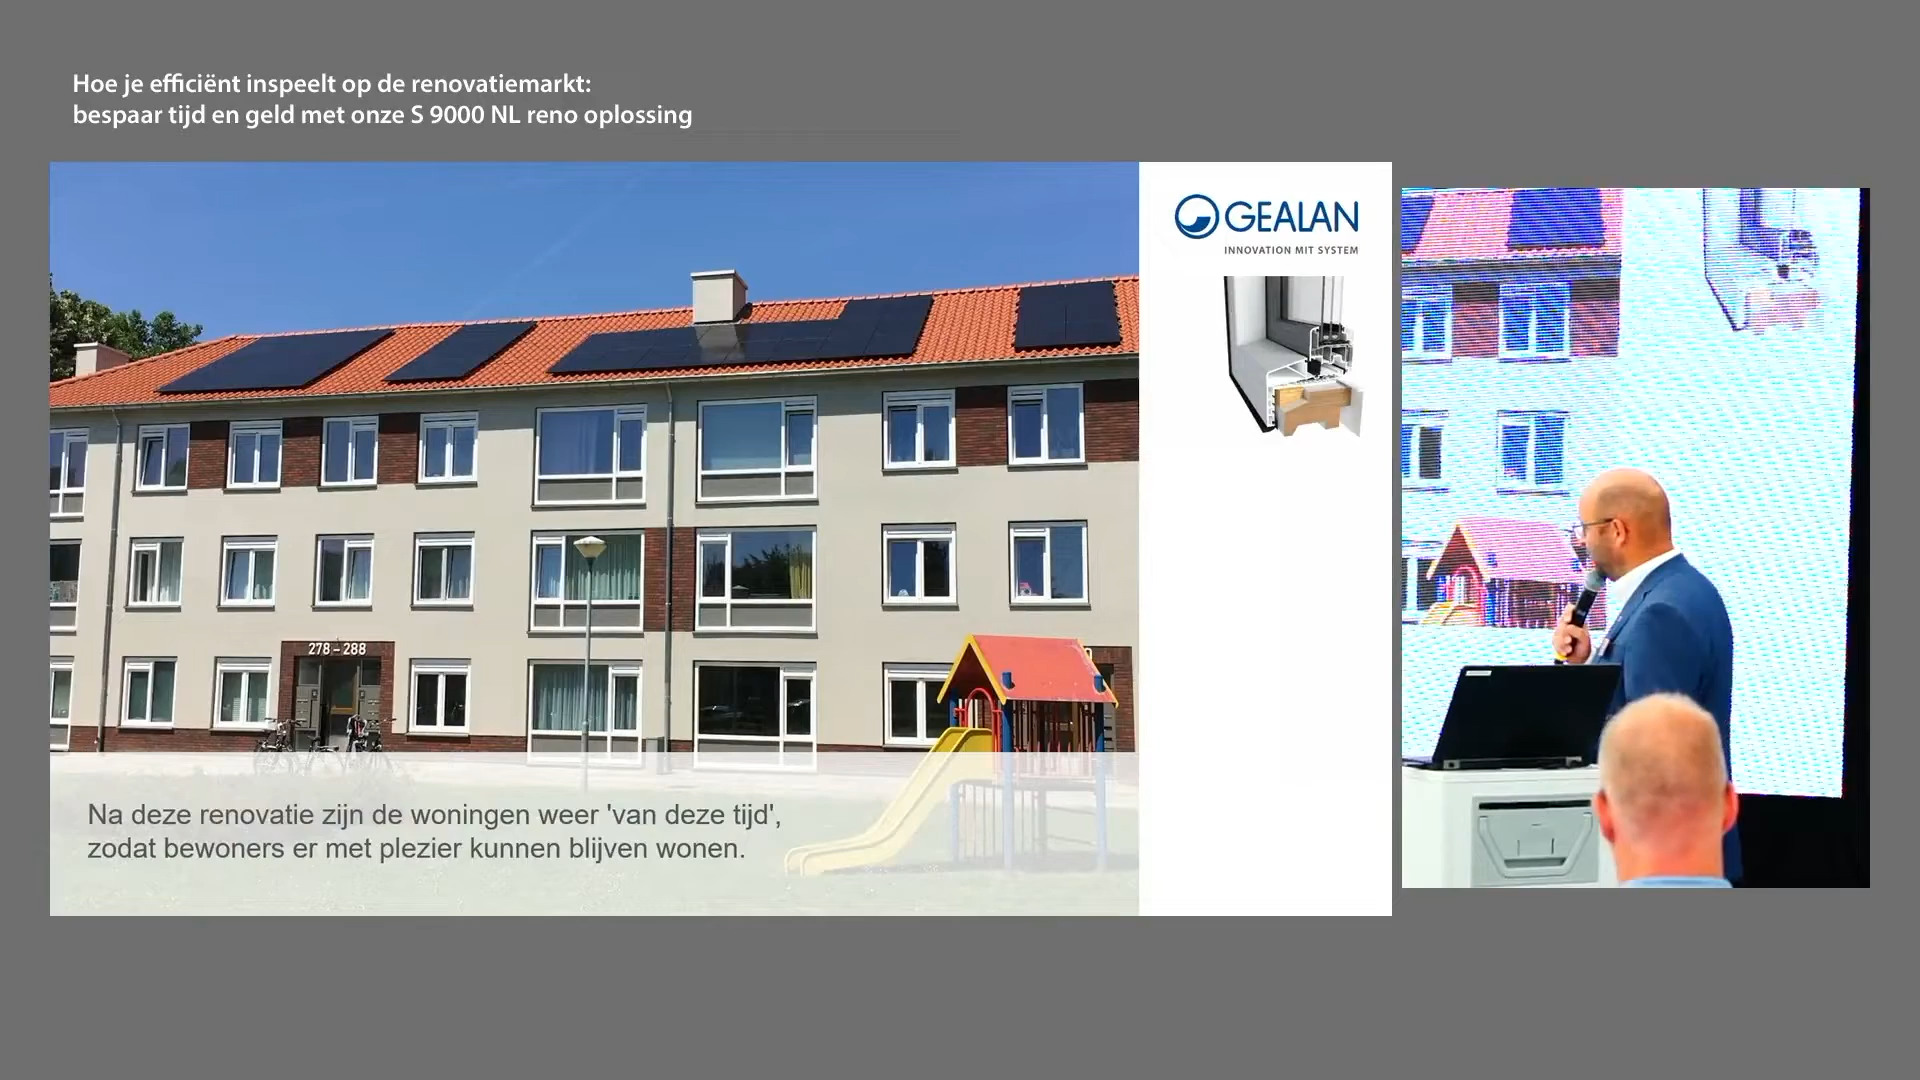 Hoe je efficiënt inspeelt op de renovatiemarkt:
bespaar tijd en geld met onze S 9000 NL reno oplossing
GEALAN
INNOVATION MIT SYSTEM
278 – 288
Na deze renovatie zijn de woningen weer 'van deze tijd',
zodat bewoners er met plezier kunnen blijven wonen.